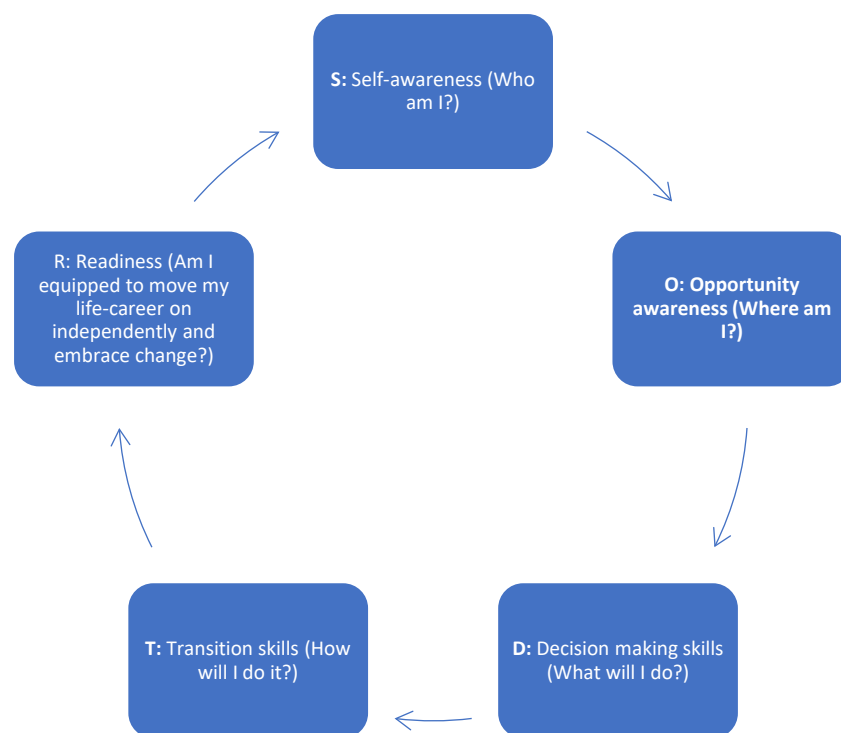 S: Self-awareness (Who
am I?)
O: Opportunity
awareness (Where am
I?)
D: Decision making skills
(What will I do?)
T: Transition skills (How
will I do it?)
R: Readiness (Am I
equipped to move my
life-career on
independently and
embrace change?)